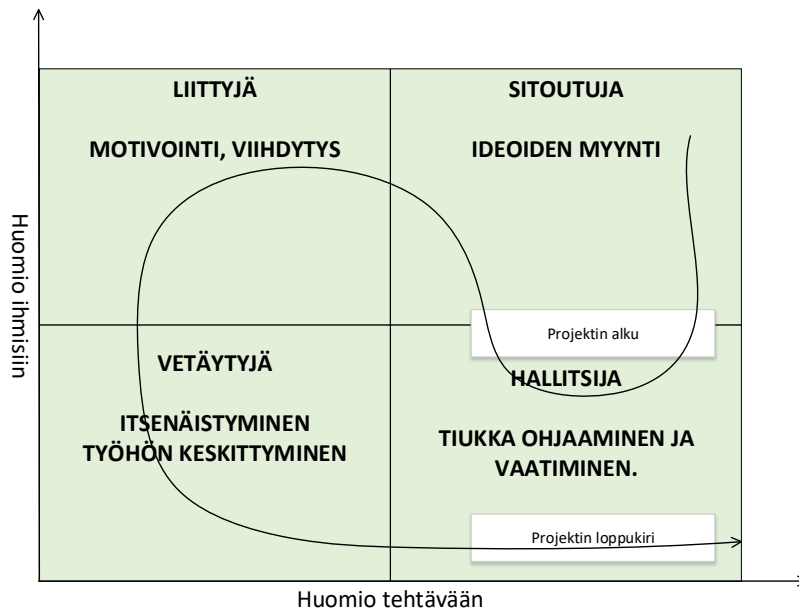 LIITTYJÄ
MOTIVOINTI, VIIHDYTYS
SITOUTUJA
IDEOIDEN MYYNTI
Huomio ihmisiin
Projektin alku
VETÄYTYJÄ
ITSENÄISTYMINEN
TYÖHÖN KESKITTYMINEN
HALLITSIJA
TIUKKA OHJAAMINEN JA
VAATIMINEN.
Projektin loppukiri
Huomio tehtävään